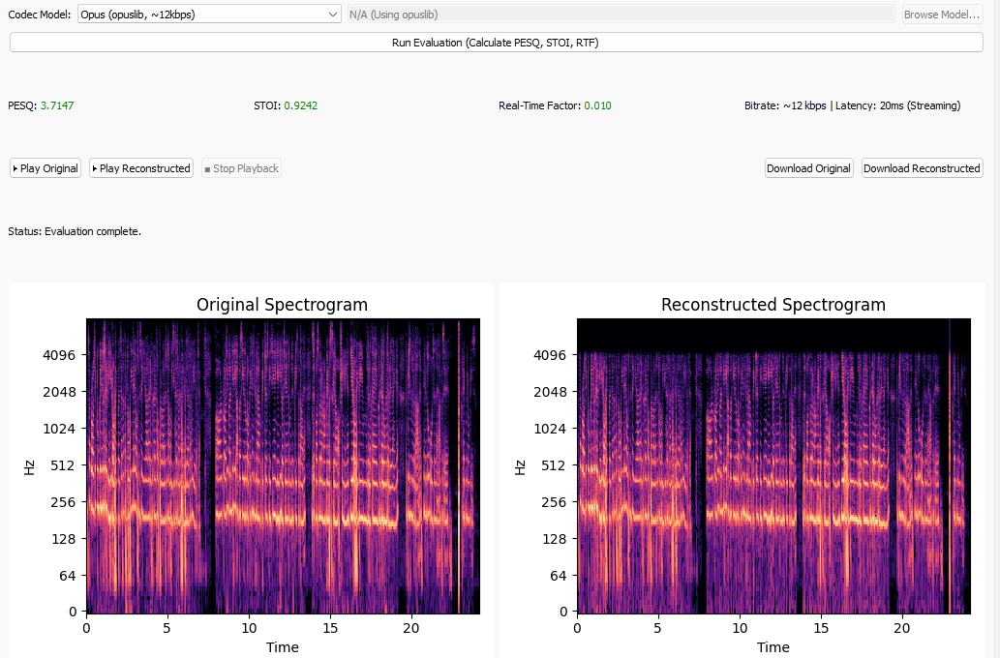 Codec Model: Opus (opuslib, ~12kbps) N/A (Using opuslib) Browse Model...
Run Evaluation (Calculate PESQ, STOI, RTF)
PESQ: 3.7147 STOI: 0.9242 Real-Time Factor: 0.010 Bitrate: ~12 kbps | Latency: 20ms (Streaming)
Play Original Play Reconstructed Stop Playback Download Original Download Reconstructed
Status: Evaluation complete.
Original Spectrogram
4096
2048
1024
512
256
128
64
0
Hz
0 5 10 15 20
Time
Reconstructed Spectrogram
4096
2048
1024
512
256
128
64
0
Hz
0 5 10 15 20
Time